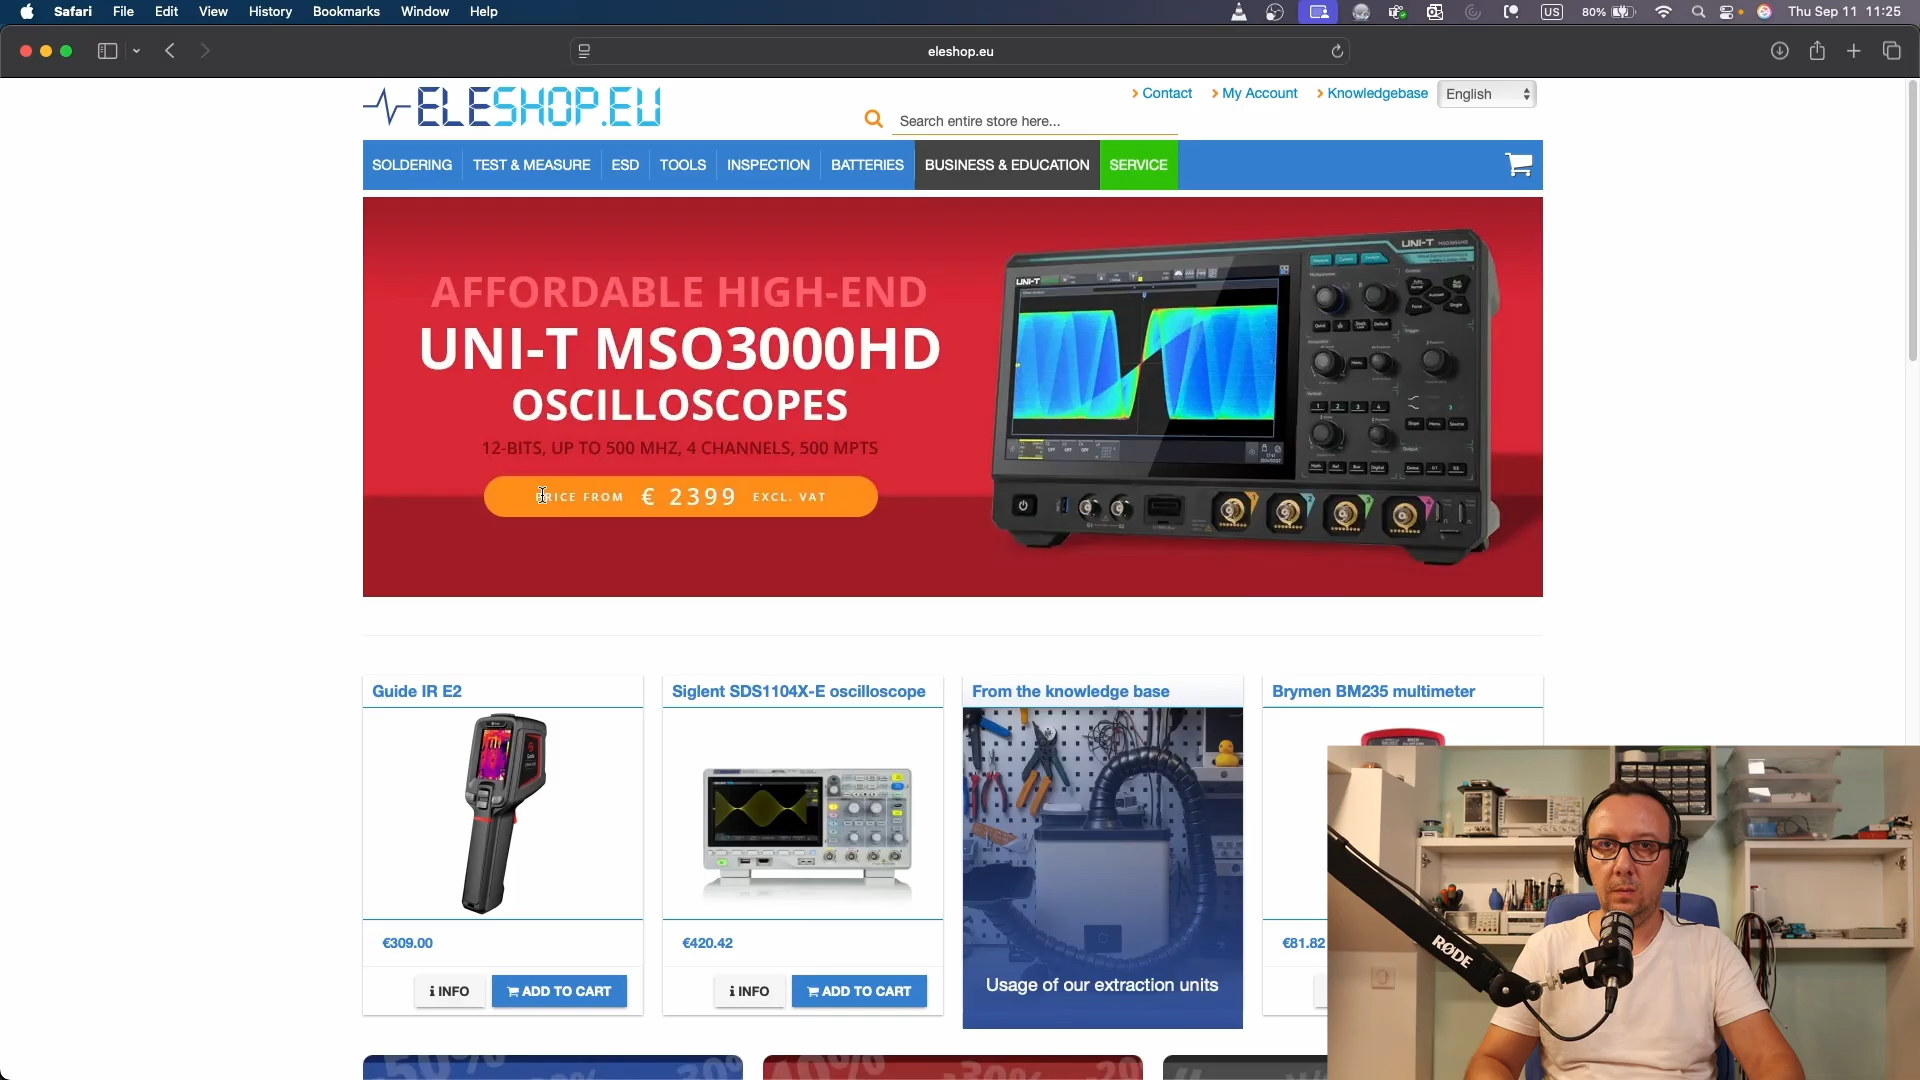 Safari File Edit View History Bookmarks Window Help
US 80% Thu Sep 11 11:25
eleshop.eu
ELESHOP.EU
Contact My Account Knowledgebase English
Search entire store here...
SOLDERING TEST & MEASURE ESD TOOLS INSPECTION BATTERIES BUSINESS & EDUCATION SERVICE
AFFORDABLE HIGH-END
UNI-T MSO3000HD
OSCILLOSCOPES
12-BITS, UP TO 500 MHZ, 4 CHANNELS, 500 MPTS
PRICE FROM € 2399 EXCL. VAT
UNI-T
UNI-T
Guide IR E2
Siglent SDS1104X-E oscilloscope
From the knowledge base
Brymen BM235 multimeter
€309.00
€420.42
€81.82
INFO ADD TO CART
INFO ADD TO CART
Usage of our extraction units
RØDE